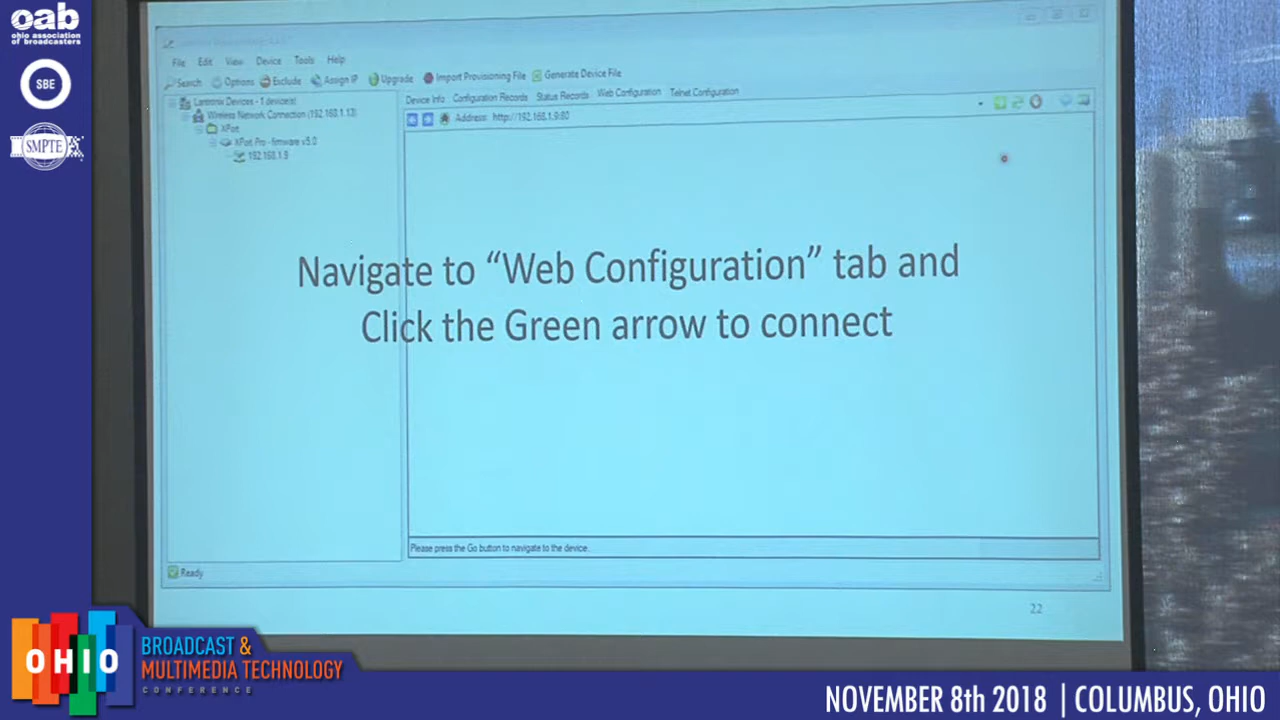 oab
ohio association
of broadcasters
SBE
SMPTE
File Edit View Device Tools Help
Search Options Exclude Assign IP Upgrade Import Provisioning File Generate Device File
Lantronix Devices - 1 device(s)
Wireless Network Connection (192.168.1.13)
XPort
XPort Pro - firmware v5.0
192.168.1.9
Device Info Configuration Records Status Records Web Configuration Telnet Configuration
Address: http://192.168.1.9:80
Navigate to “Web Configuration” tab and
Click the Green arrow to connect
Please press the Go button to navigate to the device.
Ready
22
OHIO
BROADCAST &
MULTIMEDIA TECHNOLOGY
CONFERENCE
NOVEMBER 8th 2018 | COLUMBUS, OHIO